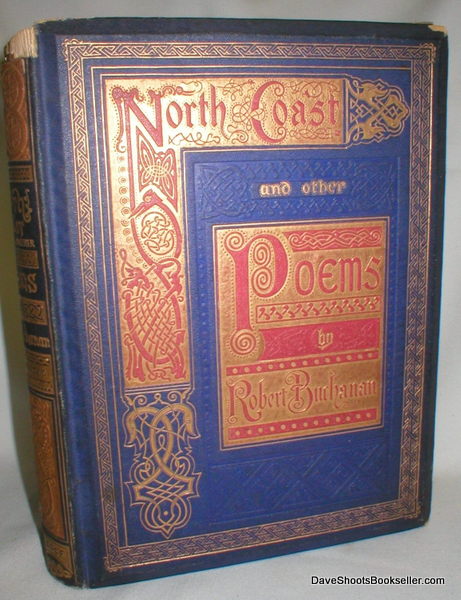 North Coast
and other
Poems
by
Robert Buchanan
DaveShootsBookseller.com